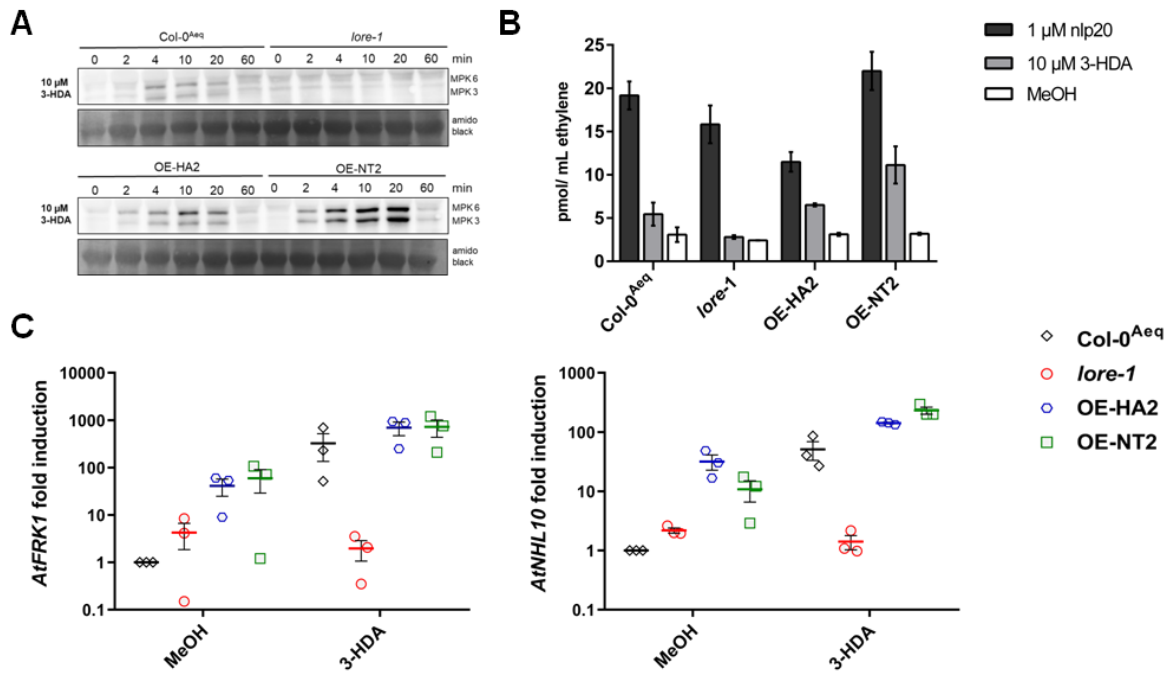 A
Col-0Aeq lore-1
0 2 4 10 20 60 0 2 4 10 20 60 min
10 µM
3-HDA
MPK 6
MPK 3
amido
black
OE-HA2 OE-NT2
0 2 4 10 20 60 0 2 4 10 20 60 min
10 µM
3-HDA
MPK 6
MPK 3
amido
black
B
1 µM nlp20
10 µM 3-HDA
MeOH
pmol/ mL ethylene
25
20
15
10
5
0
Col-0Aeq lore-1 OE-HA2 OE-NT2
C
AtFRK1 fold induction
10000
1000
100
10
1
0.1
MeOH 3-HDA
AtNHL10 fold induction
1000
100
10
1
0.1
MeOH 3-HDA
Col-0Aeq
lore-1
OE-HA2
OE-NT2